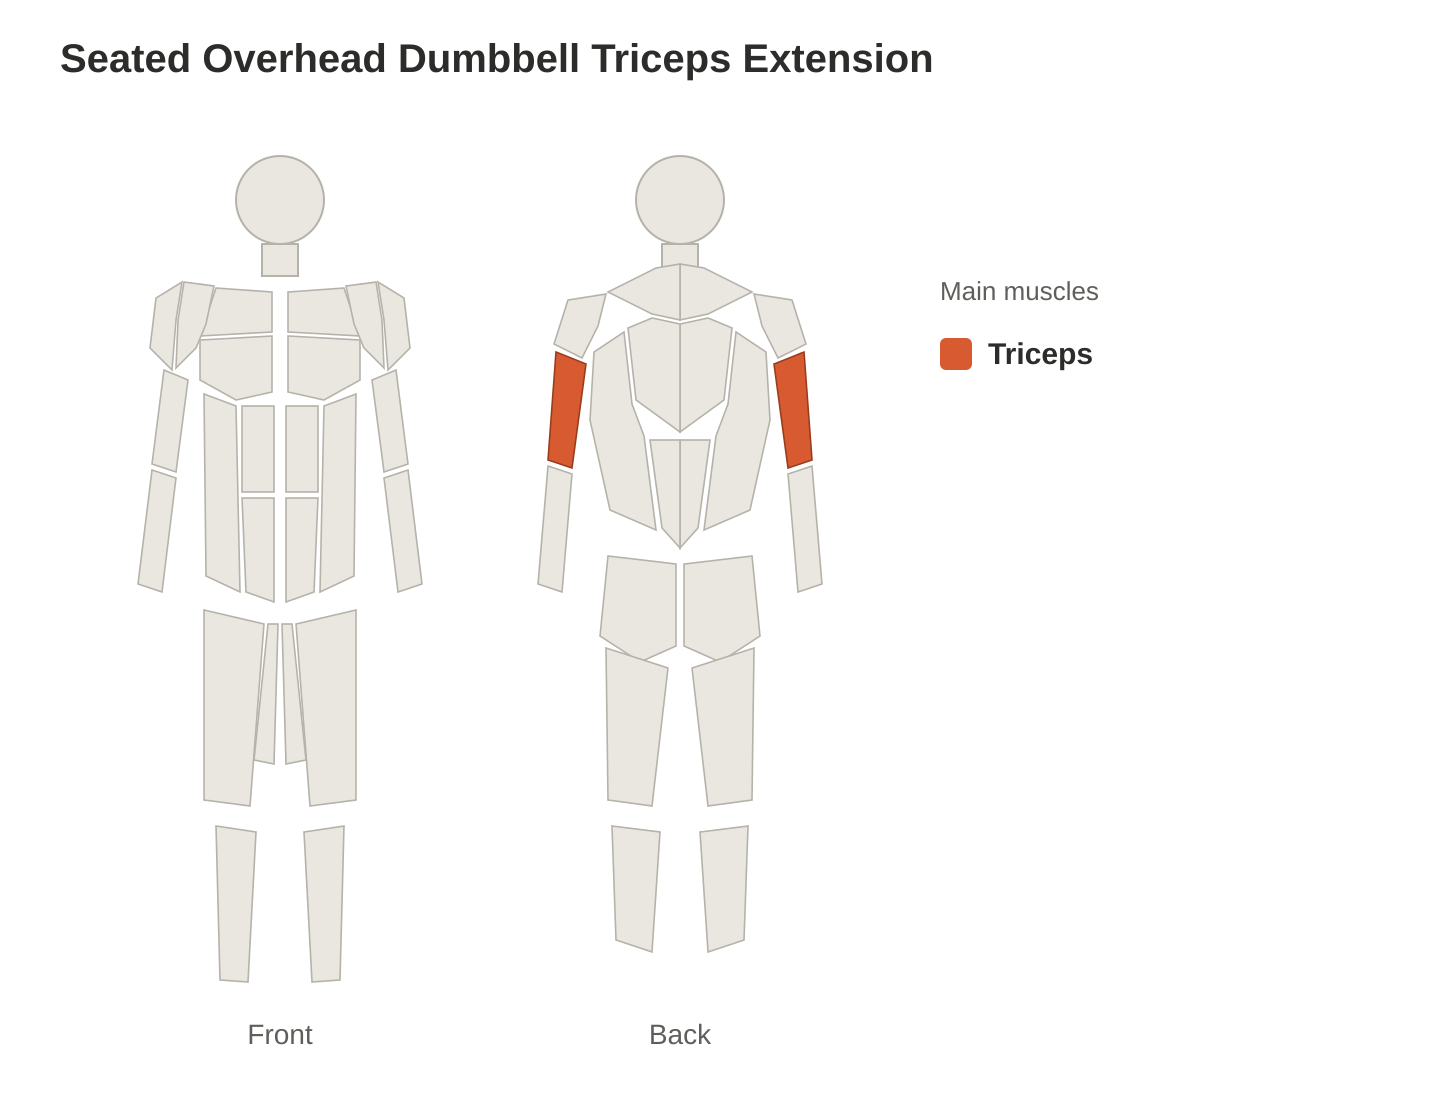 Seated Overhead Dumbbell Triceps Extension
Main muscles
Triceps
Front
Back